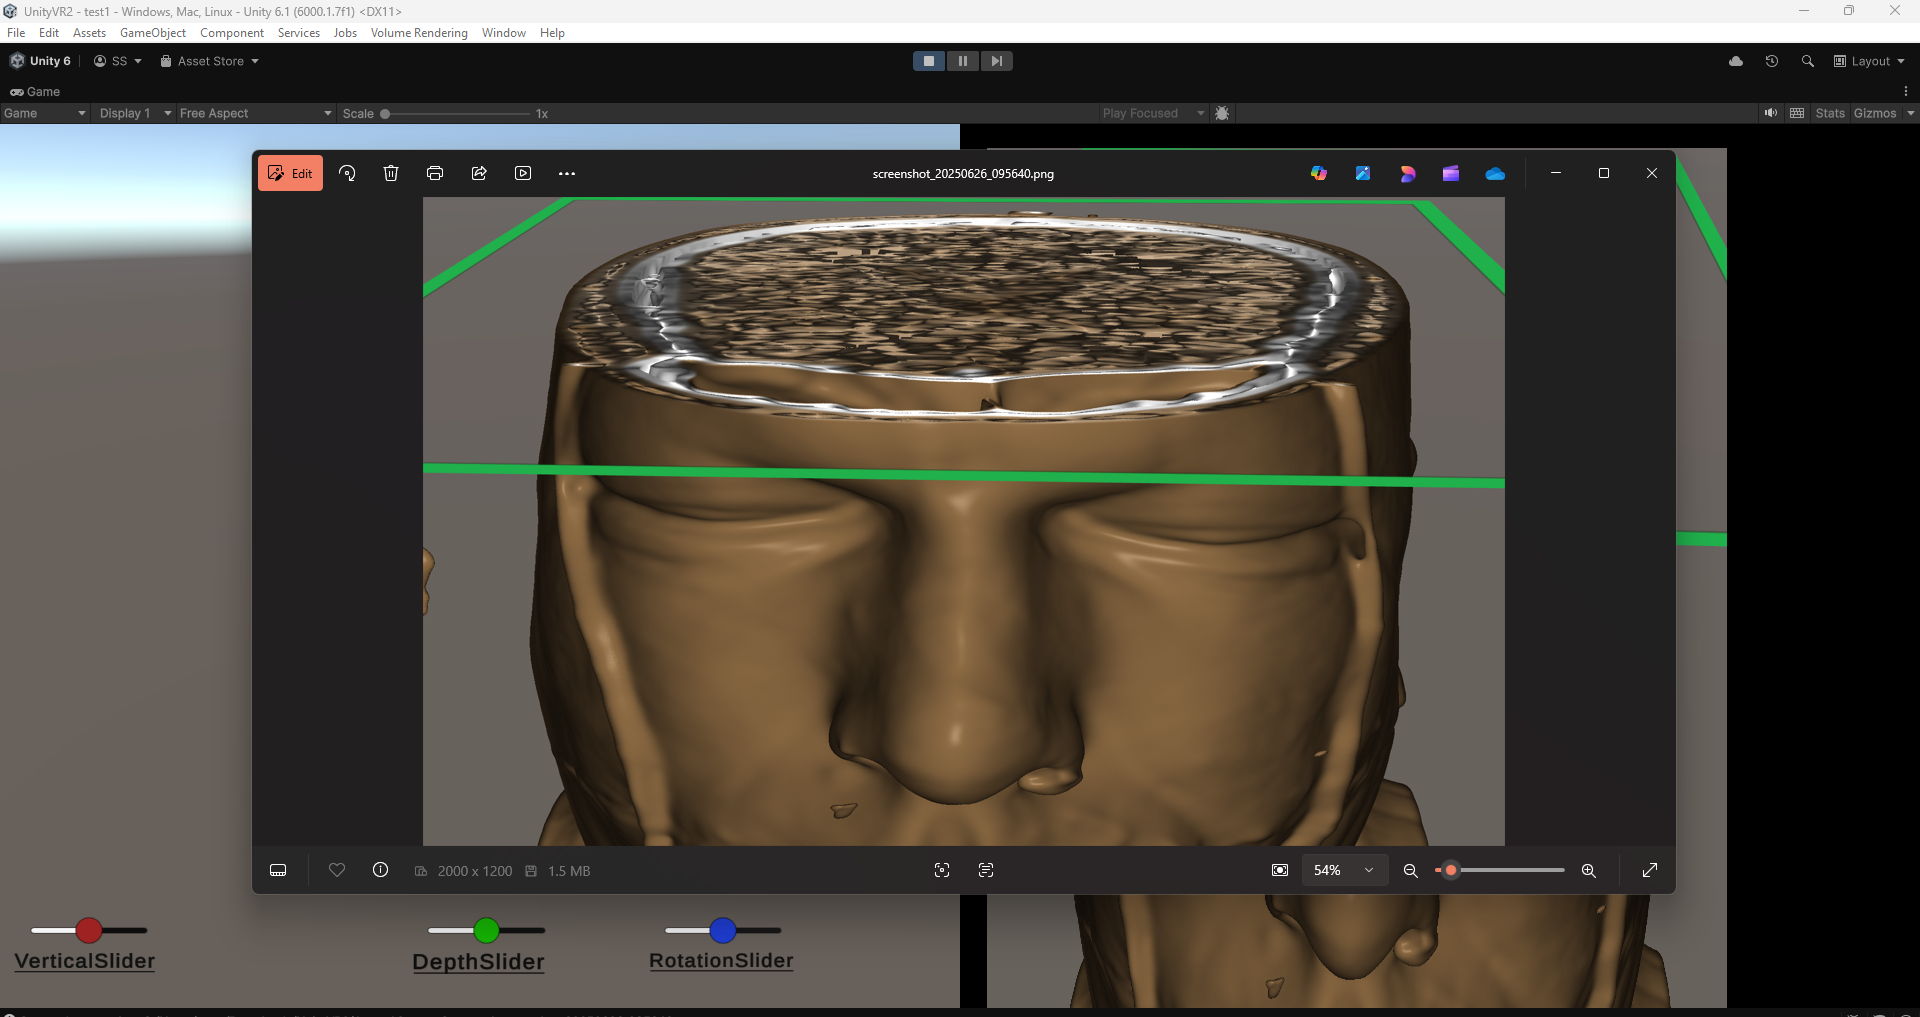 UnityVR2 - test1 - Windows, Mac, Linux - Unity 6.1 (6000.1.7f1) <DX11>
File Edit Assets GameObject Component Services Jobs Volume Rendering Window Help
Unity 6 SS Asset Store Layout
Game
Game Display 1 Free Aspect Scale 1x Play Focused Stats Gizmos
Edit screenshot_20250626_095640.png
2000 x 1200 1.5 MB 54%
VerticalSlider DepthSlider RotationSlider